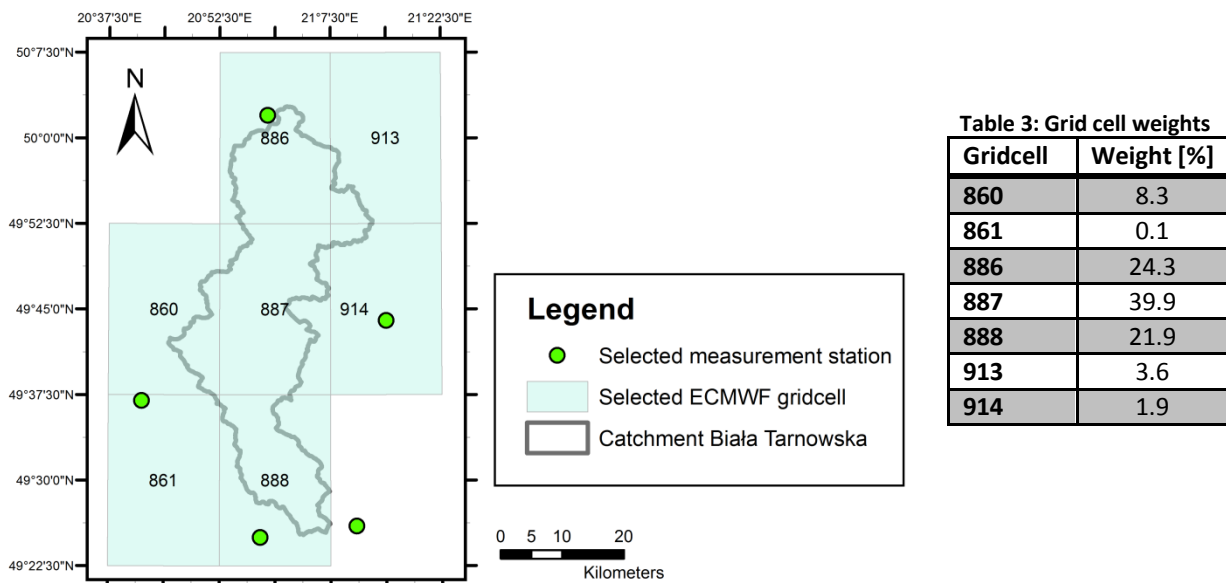 20°37'30"E 20°52'30"E 21°7'30"E 21°22'30"E
50°7'30"N
N
50°0'0"N
886
913
49°52'30"N
49°45'0"N
860
887
914
49°37'30"N
49°30'0"N
861
888
49°22'30"N
Legend
Selected measurement station
Selected ECMWF gridcell
Catchment Biała Tarnowska
0 5 10 20
Kilometers
Table 3: Grid cell weights
Gridcell Weight [%]
860 8.3
861 0.1
886 24.3
887 39.9
888 21.9
913 3.6
914 1.9